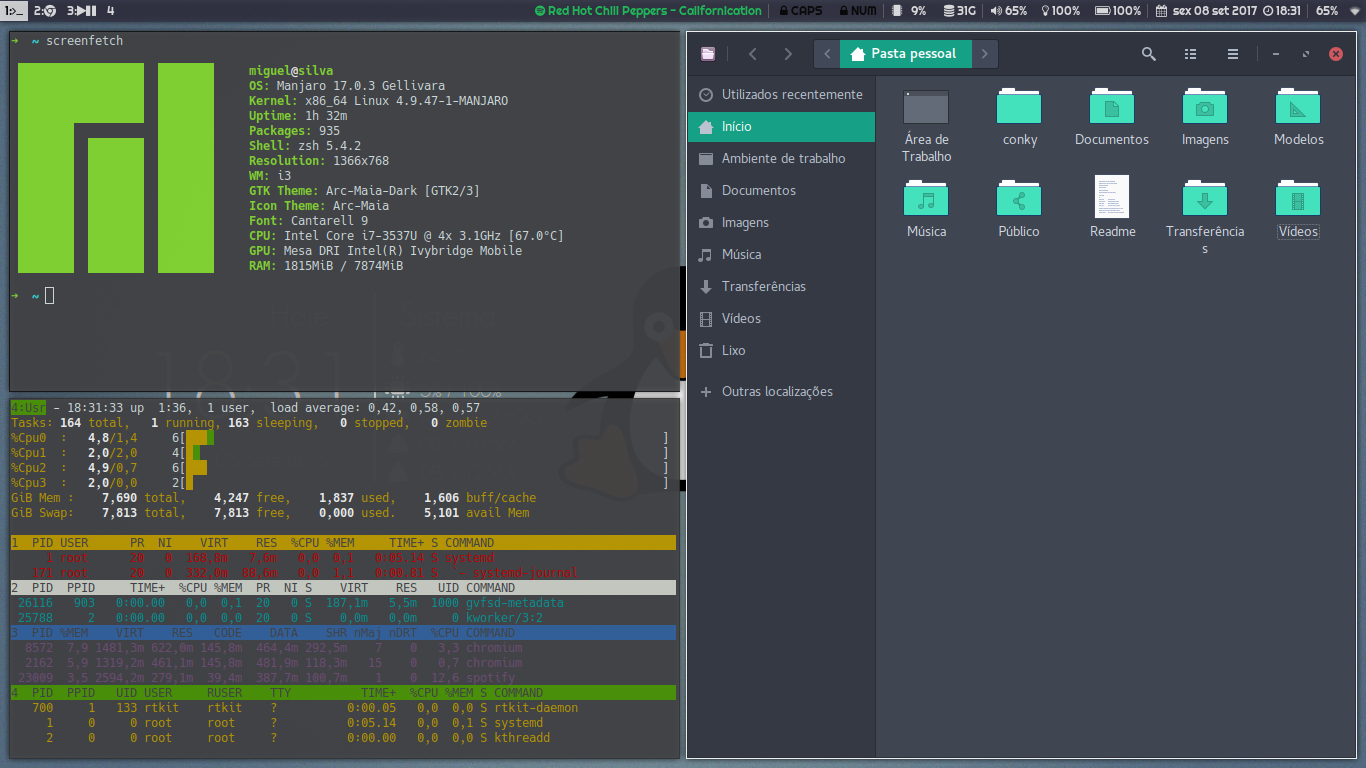 1:>_ 2: 3: 4 Red Hot Chili Peppers - Californication CAPS NUM 9% 31G 65% 100% 100% sex 08 set 2017 18:31 65%
➜ ~ screenfetch
miguel@silva
OS: Manjaro 17.0.3 Gellivara
Kernel: x86_64 Linux 4.9.47-1-MANJARO
Uptime: 1h 32m
Packages: 935
Shell: zsh 5.4.2
Resolution: 1366x768
WM: i3
GTK Theme: Arc-Maia-Dark [GTK2/3]
Icon Theme: Arc-Maia
Font: Cantarell 9
CPU: Intel Core i7-3537U @ 4x 3.1GHz [67.0°C]
GPU: Mesa DRI Intel(R) Ivybridge Mobile
RAM: 1815MiB / 7874MiB
➜ ~
Sistema
18:31
4:Usr - 18:31:33 up 1:36, 1 user, load average: 0,42, 0,58, 0,57
Tasks: 164 total, 1 running, 163 sleeping, 0 stopped, 0 zombie
%Cpu0 : 4,8/1,4 6[ ]
%Cpu1 : 2,0/2,0 4[ ]
%Cpu2 : 4,9/0,7 6[ ]
%Cpu3 : 2,0/0,0 2[ ]
GiB Mem : 7,690 total, 4,247 free, 1,837 used, 1,606 buff/cache
GiB Swap: 7,813 total, 7,813 free, 0,000 used. 5,101 avail Mem
1 PID USER PR NI VIRT RES %CPU %MEM TIME+ S COMMAND
1 root 20 0 168,8m 7,6m 0,0 0,1 0:05.14 S systemd
171 root 20 0 332,0m 88,6m 0,0 1,1 0:00.81 S `- systemd-journal
2 PID PPID TIME+ %CPU %MEM PR NI S VIRT RES UID COMMAND
26116 903 0:00.00 0,0 0,1 20 0 S 187,1m 5,5m 1000 gvfsd-metadata
25788 2 0:00.00 0,0 0,0 20 0 S 0,0m 0,0m 0 kworker/3:2
3 PID %MEM VIRT RES CODE DATA SHR nMaj nDRT %CPU COMMAND
8572 7,9 1481,3m 622,0m 145,8m 464,4m 292,5m 7 0 3,3 chromium
2162 5,9 1319,2m 461,1m 145,8m 481,9m 118,3m 15 0 0,7 chromium
23009 3,5 2594,2m 279,1m 39,4m 387,7m 100,7m 1 0 12,6 spotify
4 PID PPID UID USER RUSER TTY TIME+ %CPU %MEM S COMMAND
700 1 133 rtkit rtkit ? 0:00.05 0,0 0,0 S rtkit-daemon
1 0 0 root root ? 0:05.14 0,0 0,1 S systemd
2 0 0 root root ? 0:00.00 0,0 0,0 S kthreadd
Pasta pessoal
Utilizados recentemente
Início
Ambiente de trabalho
Documentos
Imagens
Música
Transferências
Vídeos
Lixo
Outras localizações
Área de
Trabalho
conky
Documentos
Imagens
Modelos
Música
Público
Readme
Transferência
s
Vídeos